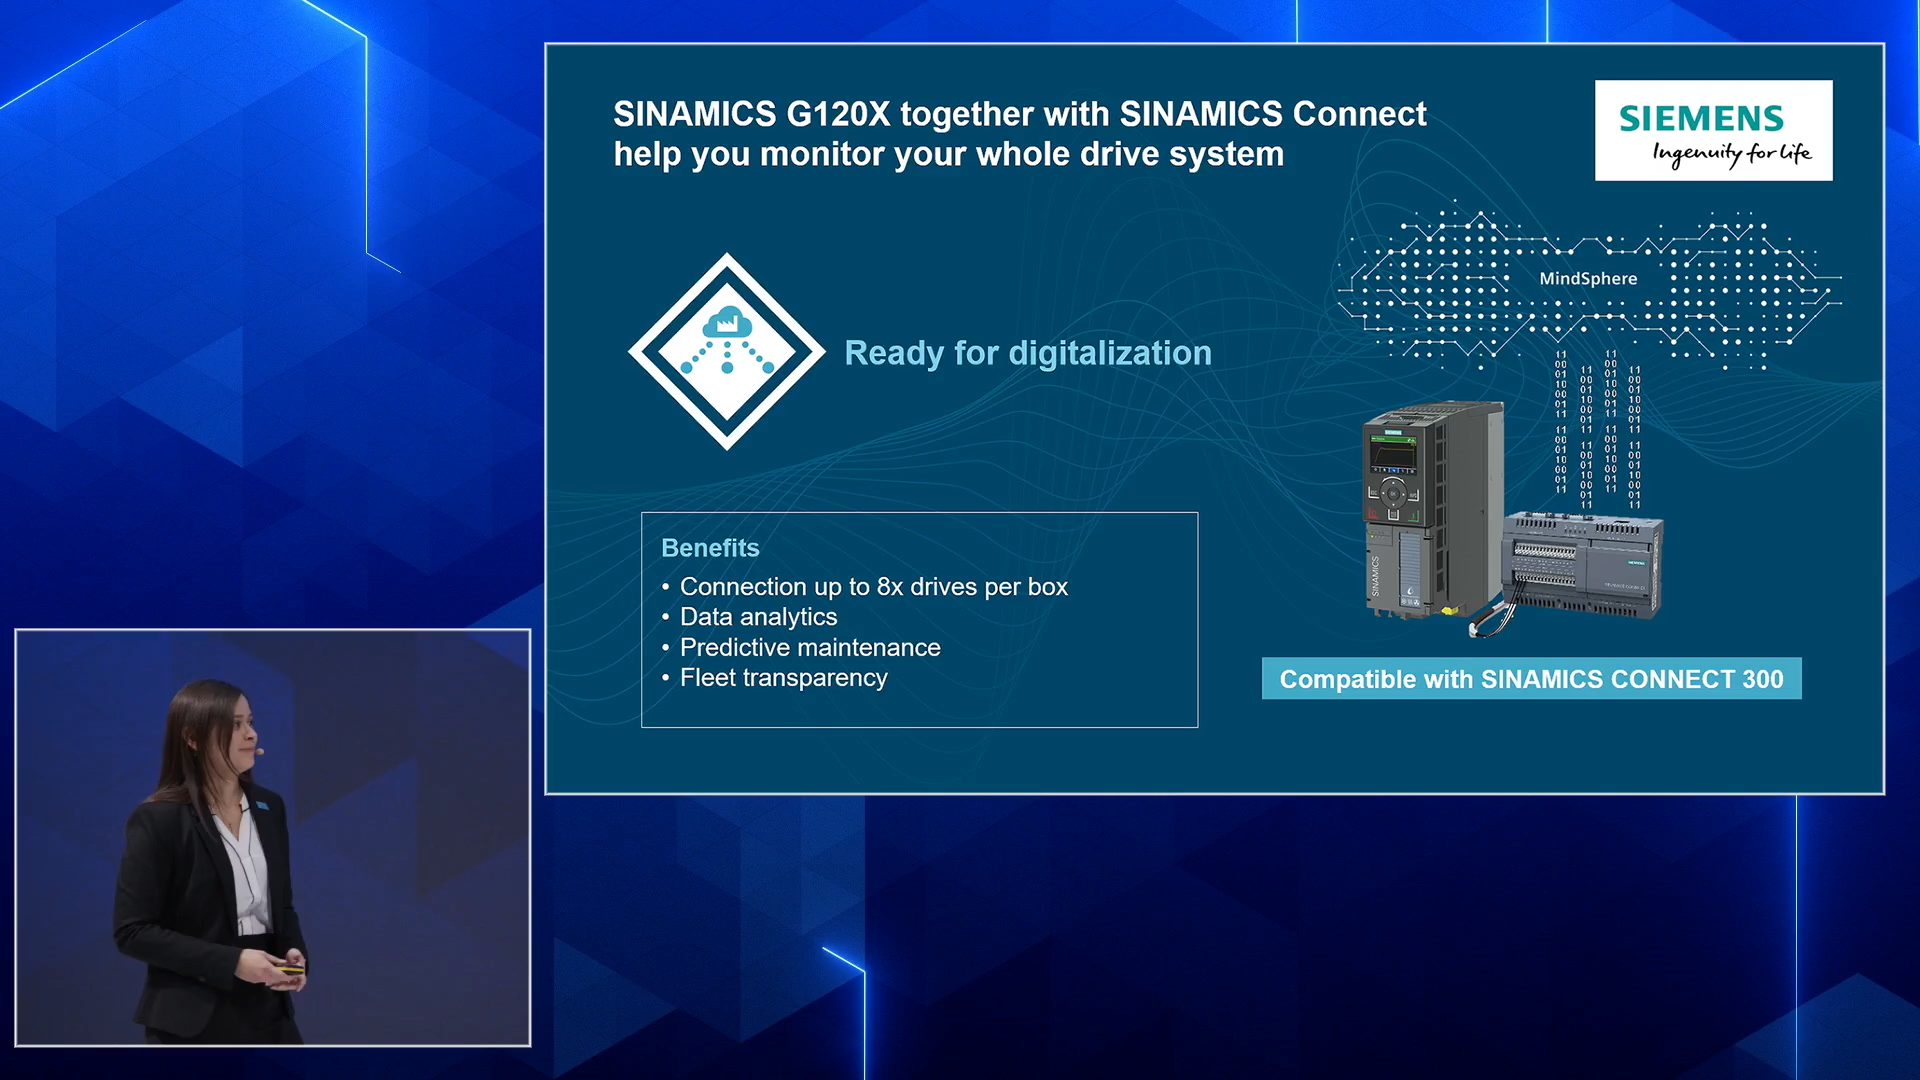 SINAMICS G120X together with SINAMICS Connect
help you monitor your whole drive system
SIEMENS
Ingenuity for life
MindSphere
Ready for digitalization
Benefits
• Connection up to 8x drives per box
• Data analytics
• Predictive maintenance
• Fleet transparency
SINAMICS
Compatible with SINAMICS CONNECT 300